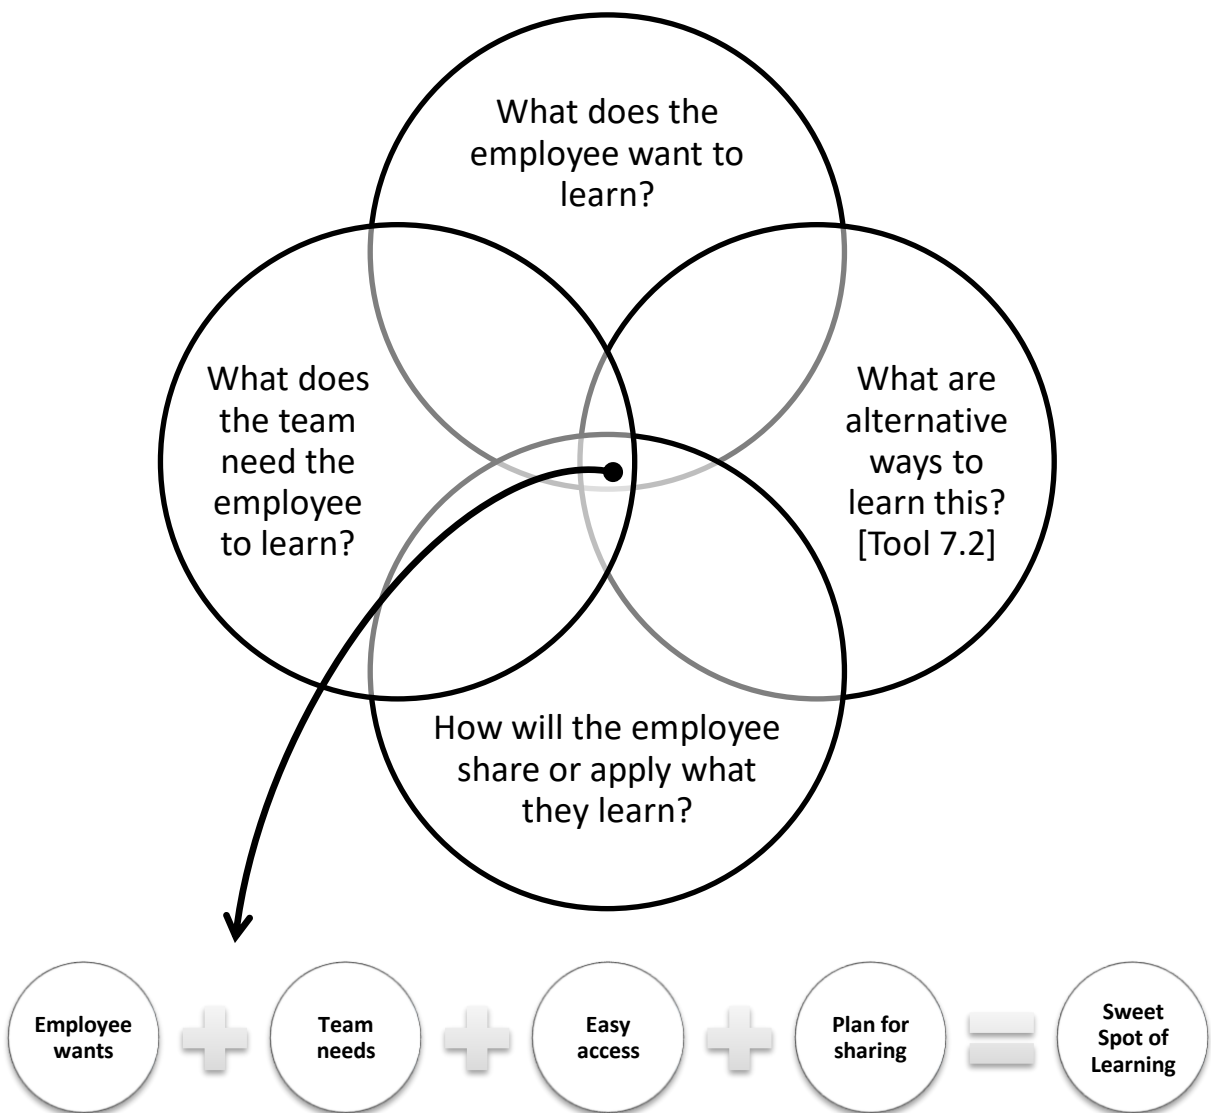 What does the
employee want to
learn?
What does
the team
need the
employee
to learn?
What are
alternative
ways to
learn this?
[Tool 7.2]
How will the employee
share or apply what
they learn?
Employee
wants
Team
needs
Easy
access
Plan for
sharing
Sweet
Spot of
Learning